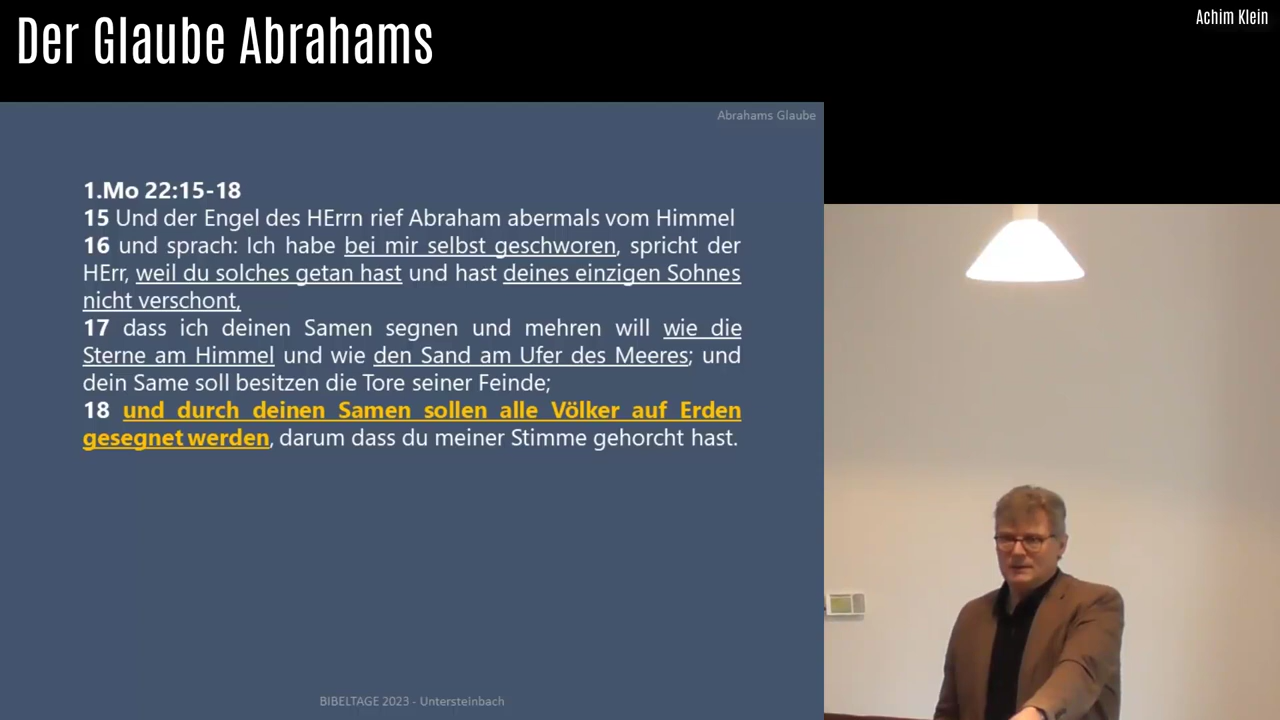 Der Glaube Abrahams
Achim Klein
Abrahams Glaube
1.Mo 22:15-18
15 Und der Engel des HErrn rief Abraham abermals vom Himmel
16 und sprach: Ich habe bei mir selbst geschworen, spricht der
HErr, weil du solches getan hast und hast deines einzigen Sohnes
nicht verschont,
17 dass ich deinen Samen segnen und mehren will wie die
Sterne am Himmel und wie den Sand am Ufer des Meeres; und
dein Same soll besitzen die Tore seiner Feinde;
18 und durch deinen Samen sollen alle Völker auf Erden
gesegnet werden, darum dass du meiner Stimme gehorcht hast.
BIBELTAGE 2023 - Untersteinbach